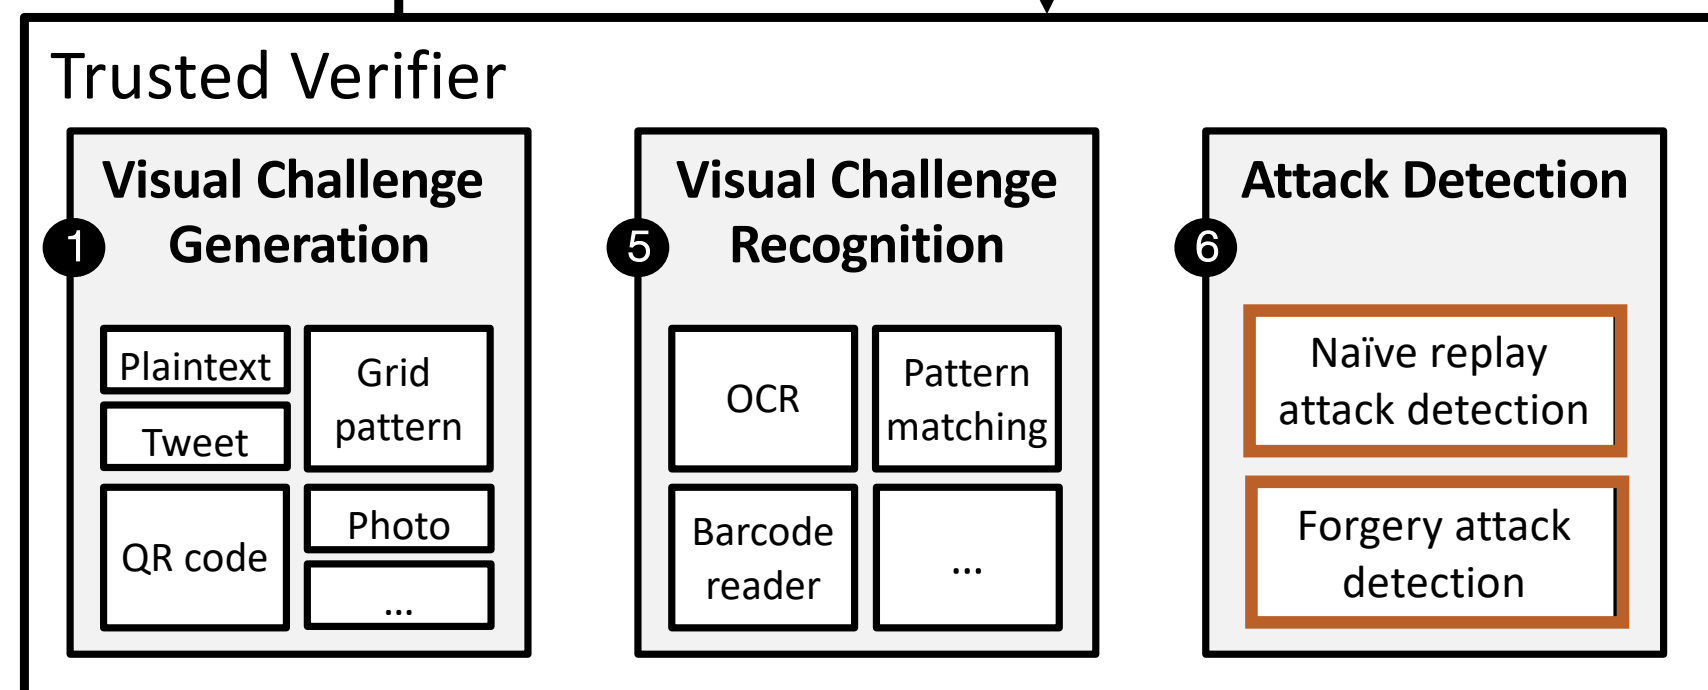 Trusted Verifier
Visual Challenge
Generation
1
Plaintext
Tweet
Grid
pattern
QR code
Photo
...
Visual Challenge
Recognition
5
OCR
Pattern
matching
Barcode
reader
...
Attack Detection
6
Naïve replay
attack detection
Forgery attack
detection